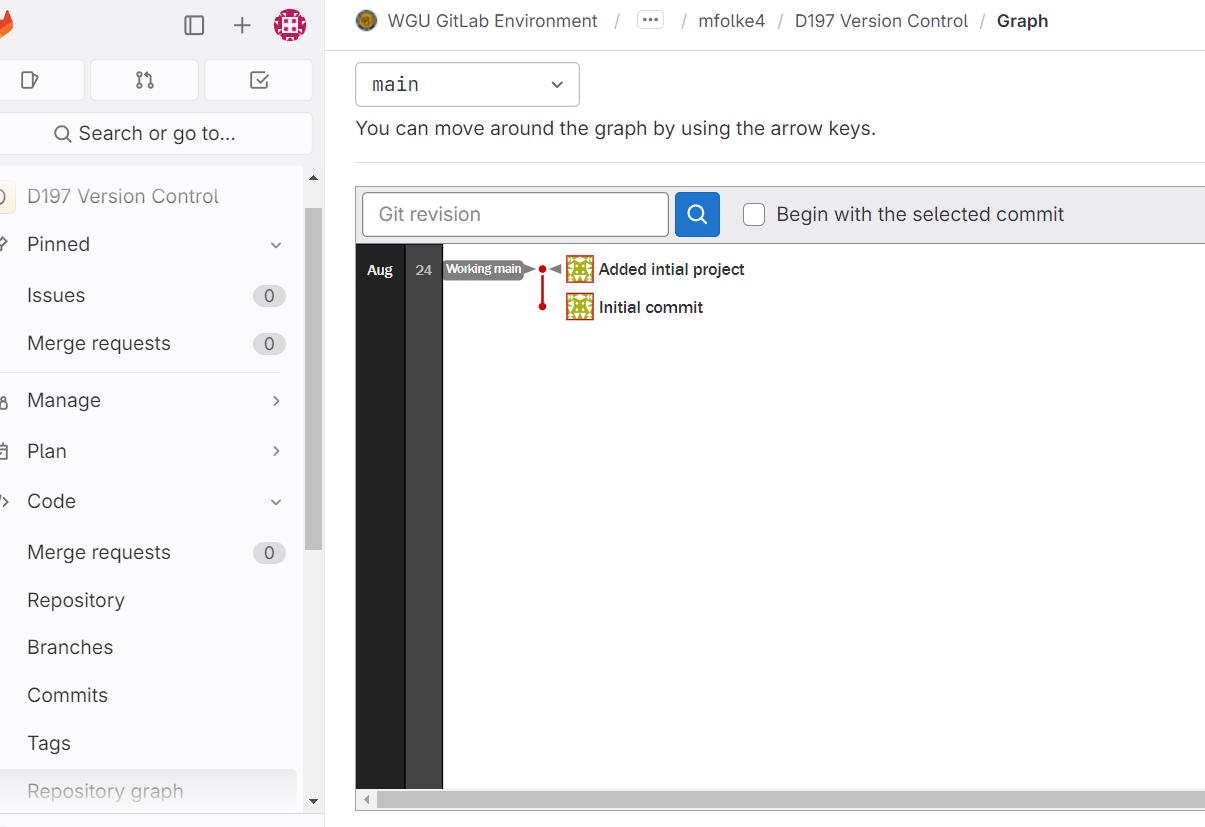 WGU GitLab Environment / ... / mfolke4 / D197 Version Control / Graph
main
You can move around the graph by using the arrow keys.
Search or go to...
D197 Version Control
Pinned
Issues 0
Merge requests 0
Manage
Plan
Code
Merge requests 0
Repository
Branches
Commits
Tags
Repository graph
Git revision
Begin with the selected commit
Aug 24 Working main Added intial project
Initial commit